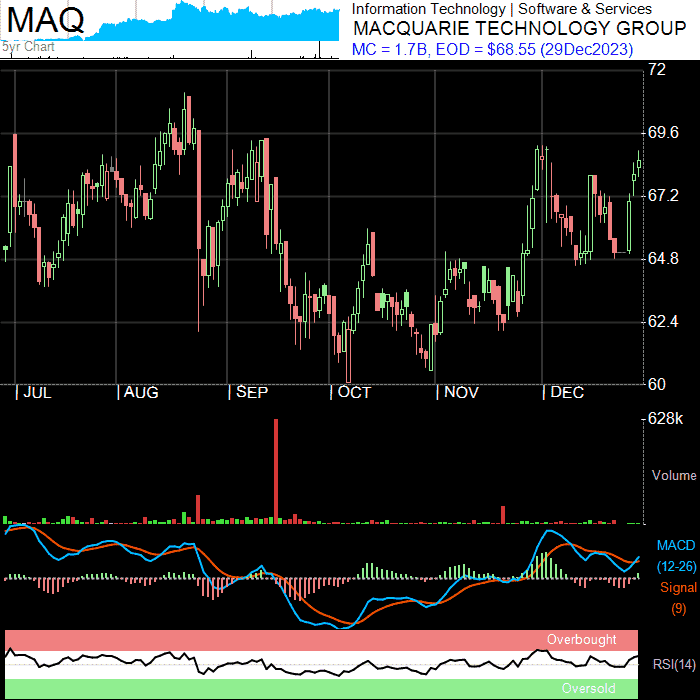 MAQ
5yr Chart
Information Technology | Software & Services
MACQUARIE TECHNOLOGY GROUP
MC = 1.7B, EOD = $68.55 (29Dec2023)
72
69.6
67.2
64.8
62.4
60
| JUL | AUG | SEP | OCT | NOV | DEC
628k
Volume
MACD
(12-26)
Signal
(9)
Overbought
RSI(14)
Oversold